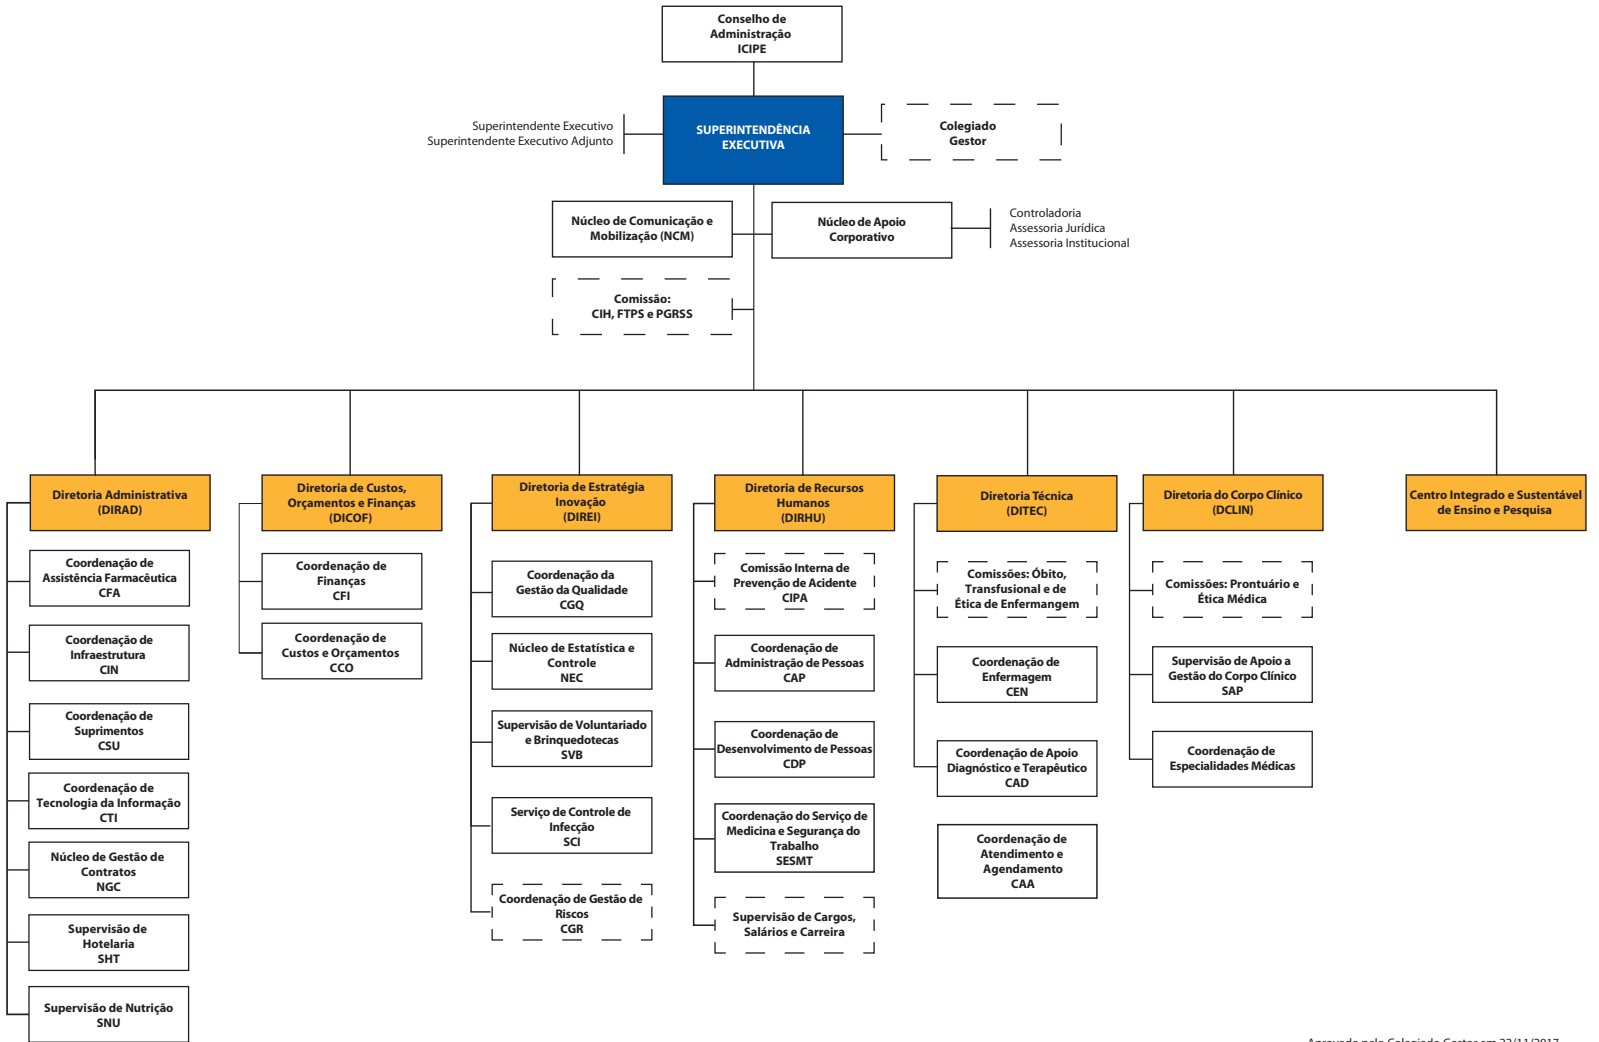 Conselho de
Administração
ICIPE
SUPERINTENDÊNCIA
EXECUTIVA
Superintendente Executivo
Superintendente Executivo Adjunto
Colegiado
Gestor
Núcleo de Comunicação e
Mobilização (NCM)
Núcleo de Apoio
Corporativo
Controladoria
Assessoria Jurídica
Assessoria Institucional
Comissão:
CIH, FTPS e PGRSS
Diretoria Administrativa
(DIRAD)
Coordenação de
Assistência Farmacêutica
CFA
Coordenação de
Infraestrutura
CIN
Coordenação de
Suprimentos
CSU
Coordenação de
Tecnologia da Informação
CTI
Núcleo de Gestão de
Contratos
NGC
Supervisão de
Hotelaria
SHT
Supervisão de Nutrição
SNU
Diretoria de Custos,
Orçamentos e Finanças
(DICOF)
Coordenação de
Finanças
CFI
Coordenação de
Custos e Orçamentos
CCO
Diretoria de Estratégia
Inovação
(DIREI)
Coordenação da
Gestão da Qualidade
CGQ
Núcleo de Estatística e
Controle
NEC
Supervisão de Voluntariado
e Brinquedotecas
SVB
Serviço de Controle de
Infecção
SCI
Coordenação de Gestão de
Riscos
CGR
Diretoria de Recursos
Humanos
(DIRHU)
Comissão Interna de
Prevenção de Acidente
CIPA
Coordenação de
Administração de Pessoas
CAP
Coordenação de
Desenvolvimento de Pessoas
CDP
Coordenação do Serviço de
Medicina e Segurança do
Trabalho
SESMT
Supervisão de Cargos,
Salários e Carreira
Diretoria Técnica
(DITEC)
Comissões: Óbito,
Transfusional e de
Ética de Enfermangem
Coordenação de
Enfermagem
CEN
Coordenação de Apoio
Diagnóstico e Terapêutico
CAD
Coordenação de
Atendimento e
Agendamento
CAA
Diretoria do Corpo Clínico
(DCLIN)
Comissões: Prontuário e
Ética Médica
Supervisão de Apoio a
Gestão do Corpo Clínico
SAP
Coordenação de
Especialidades Médicas
Centro Integrado e Sustentável
de Ensino e Pesquisa
Aprovado pelo Colegiado Gestor em 22/11/2017